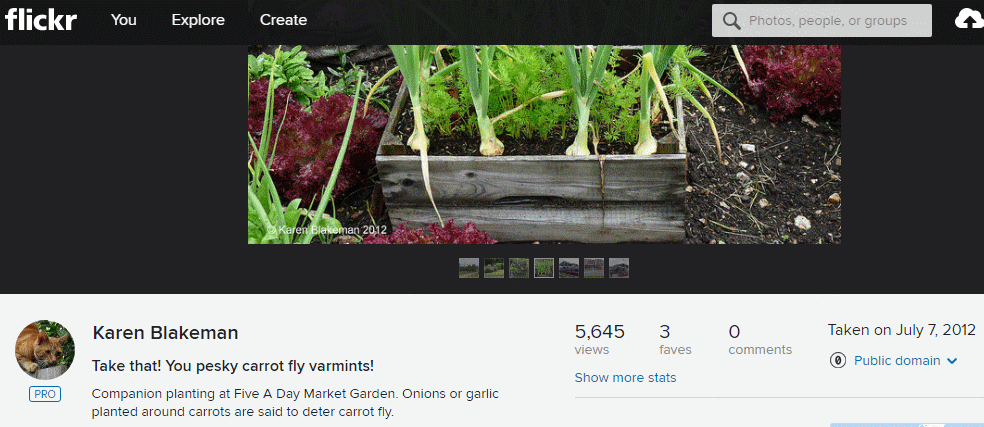 flickr You Explore Create Photos, people, or groups
© Karen Blakeman 2012
Karen Blakeman
Take that! You pesky carrot fly varmints!
PRO
Companion planting at Five A Day Market Garden. Onions or garlic
planted around carrots are said to deter carrot fly.
5,645 3 0
views faves comments
Show more stats
Taken on July 7, 2012
0 Public domain